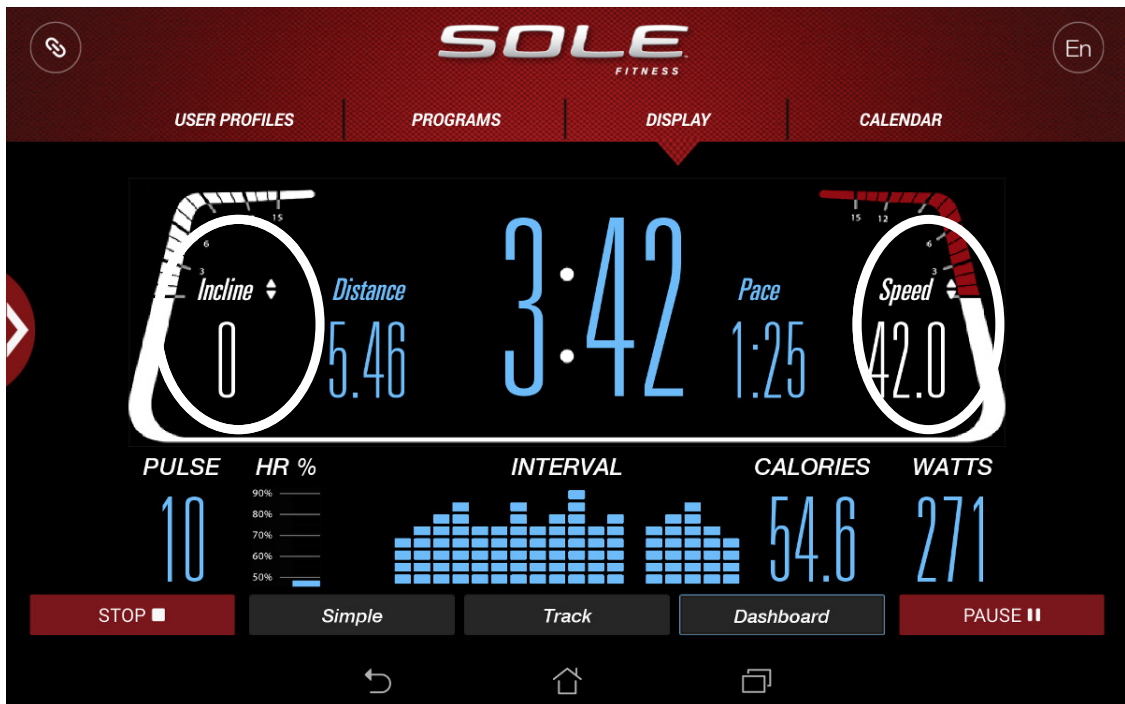 SOLE
FITNESS
En
USER PROFILES PROGRAMS DISPLAY CALENDAR
15 15 12
6 6
3 3
Incline Distance 3:42 Pace Speed
0 5.46 1:25 42.0
PULSE HR % INTERVAL CALORIES WATTS
10 54.6 271
90%
80%
70%
60%
50%
STOP Simple Track Dashboard PAUSE